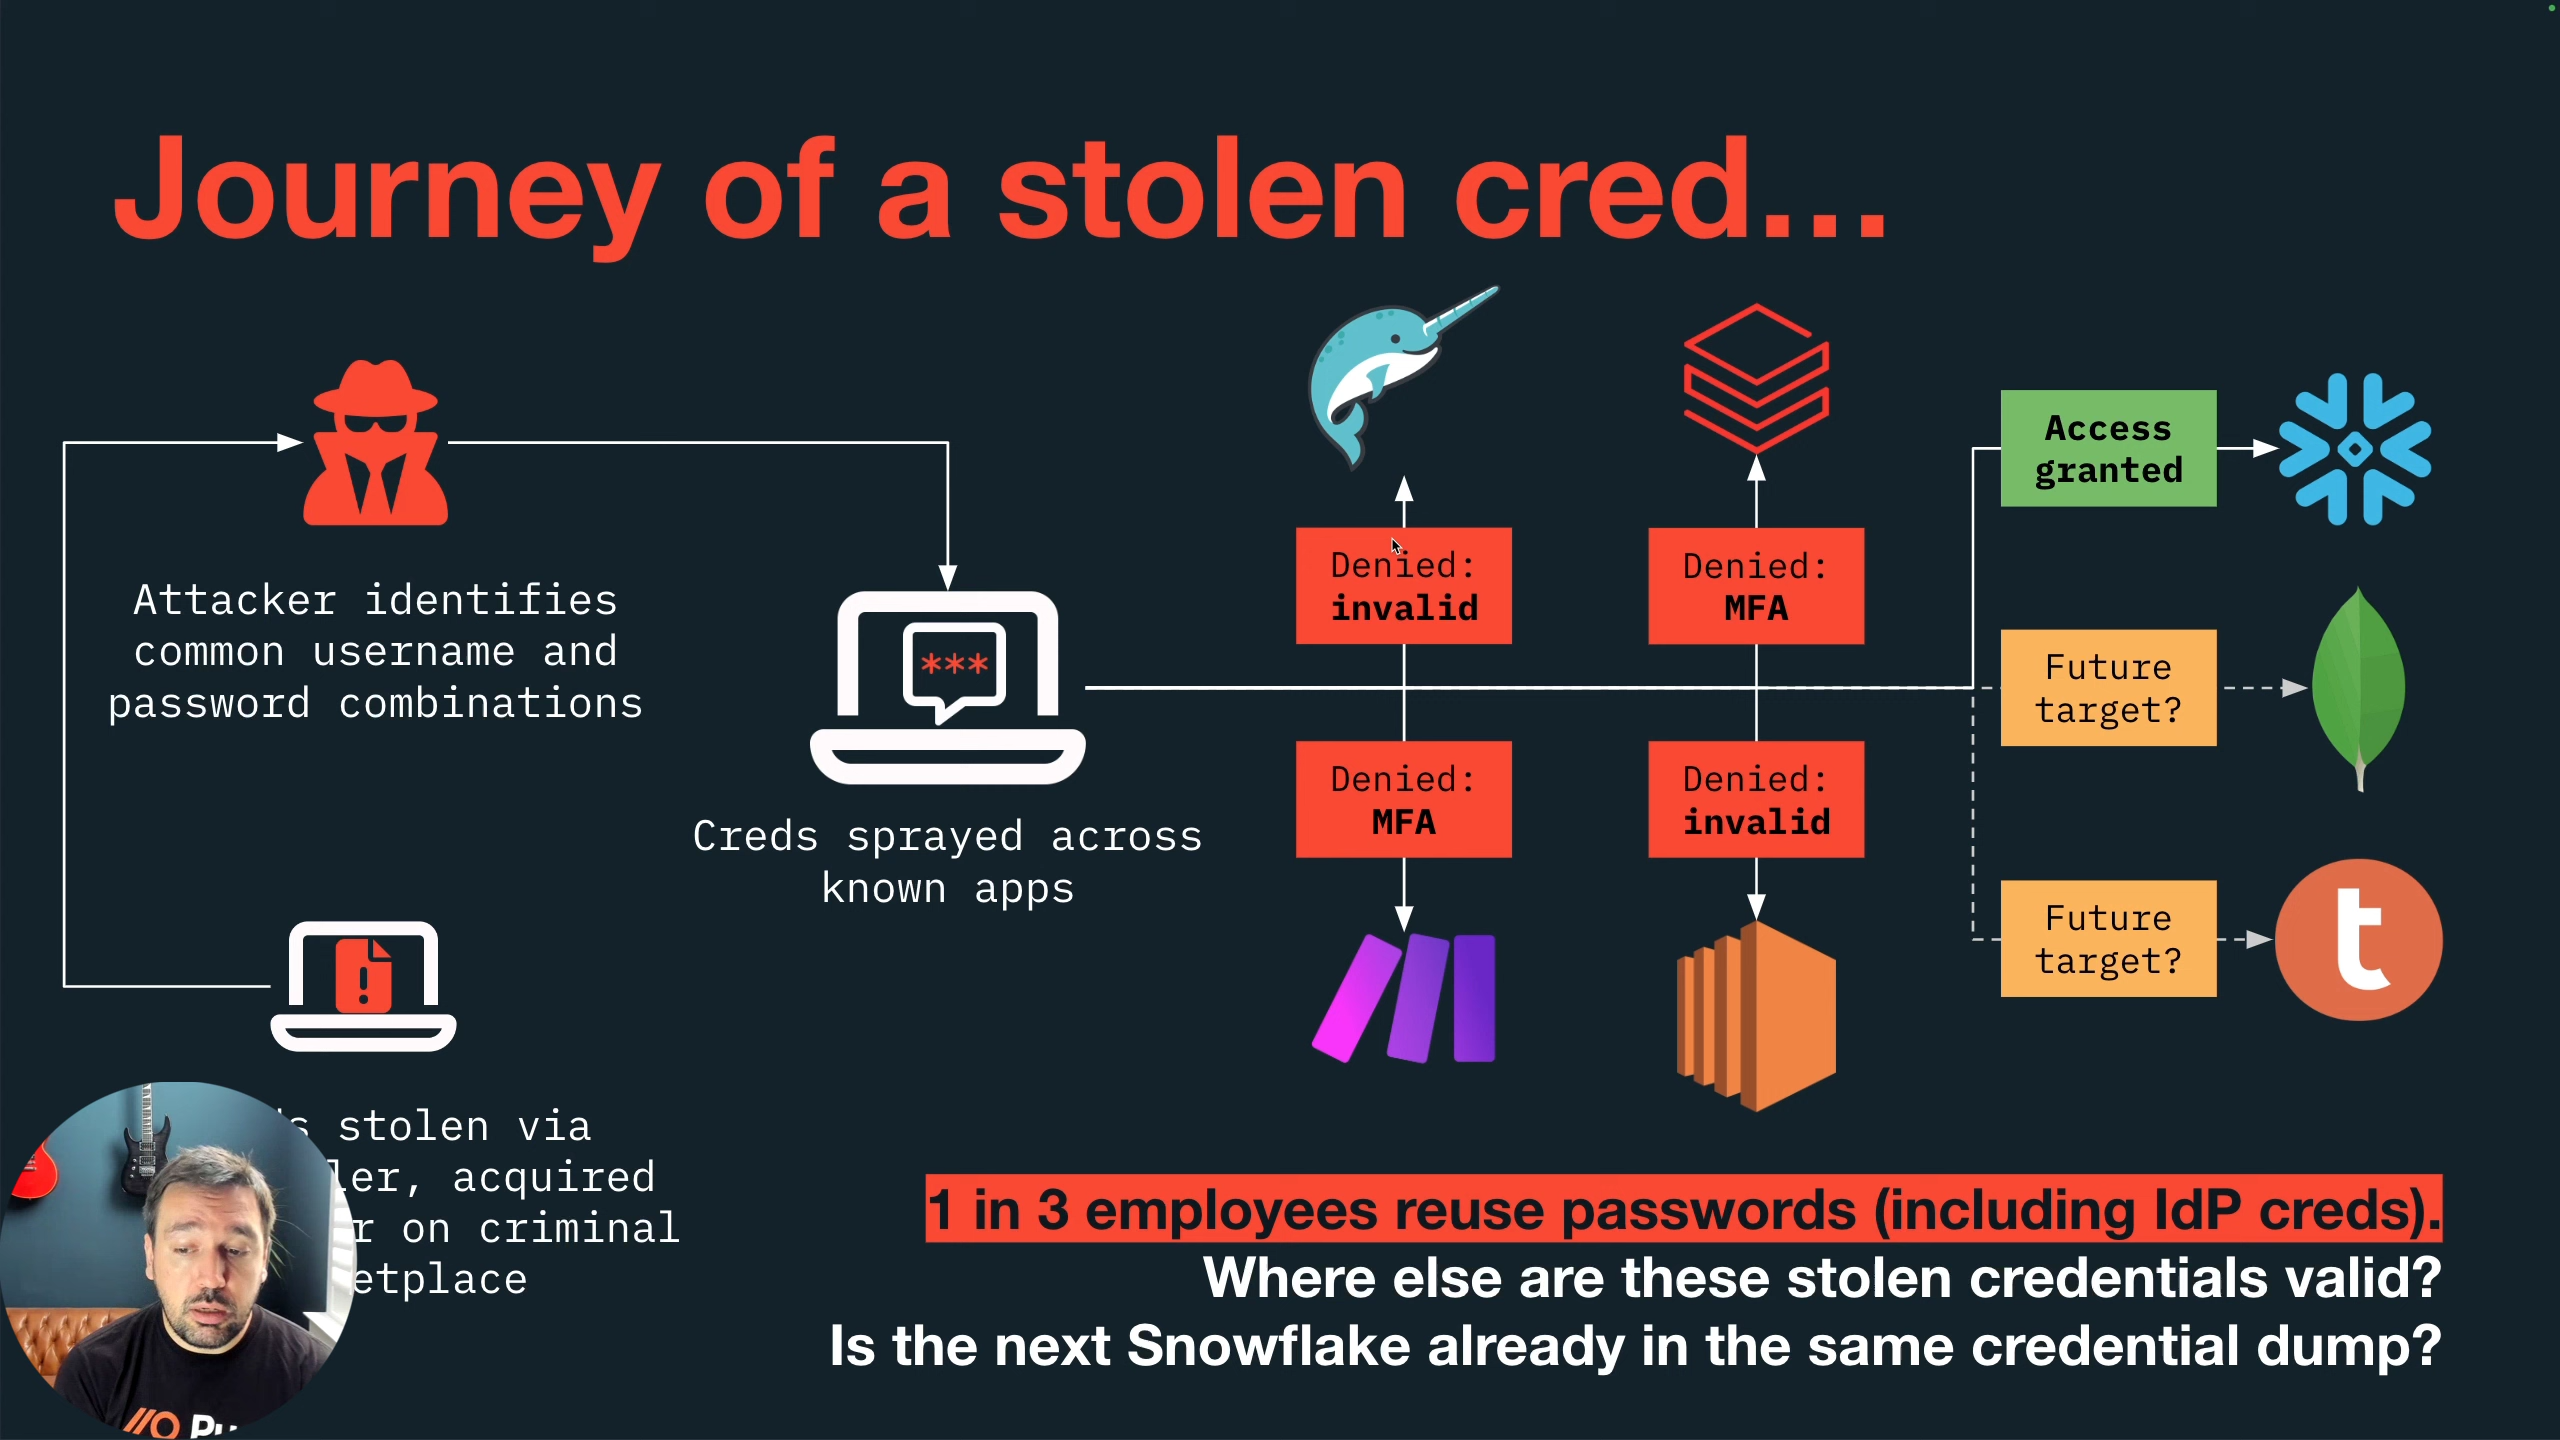 Journey of a stolen cred...
Attacker identifies
common username and
password combinations
stolen via
acquired
on criminal
***
Creds sprayed across
known apps
Denied:
invalid
Denied:
MFA
Denied:
MFA
Denied:
invalid
Access
granted
Future
target?
Future
target?
t
1 in 3 employees reuse passwords (including IdP creds).
Where else are these stolen credentials valid?
Is the next Snowflake already in the same credential dump?